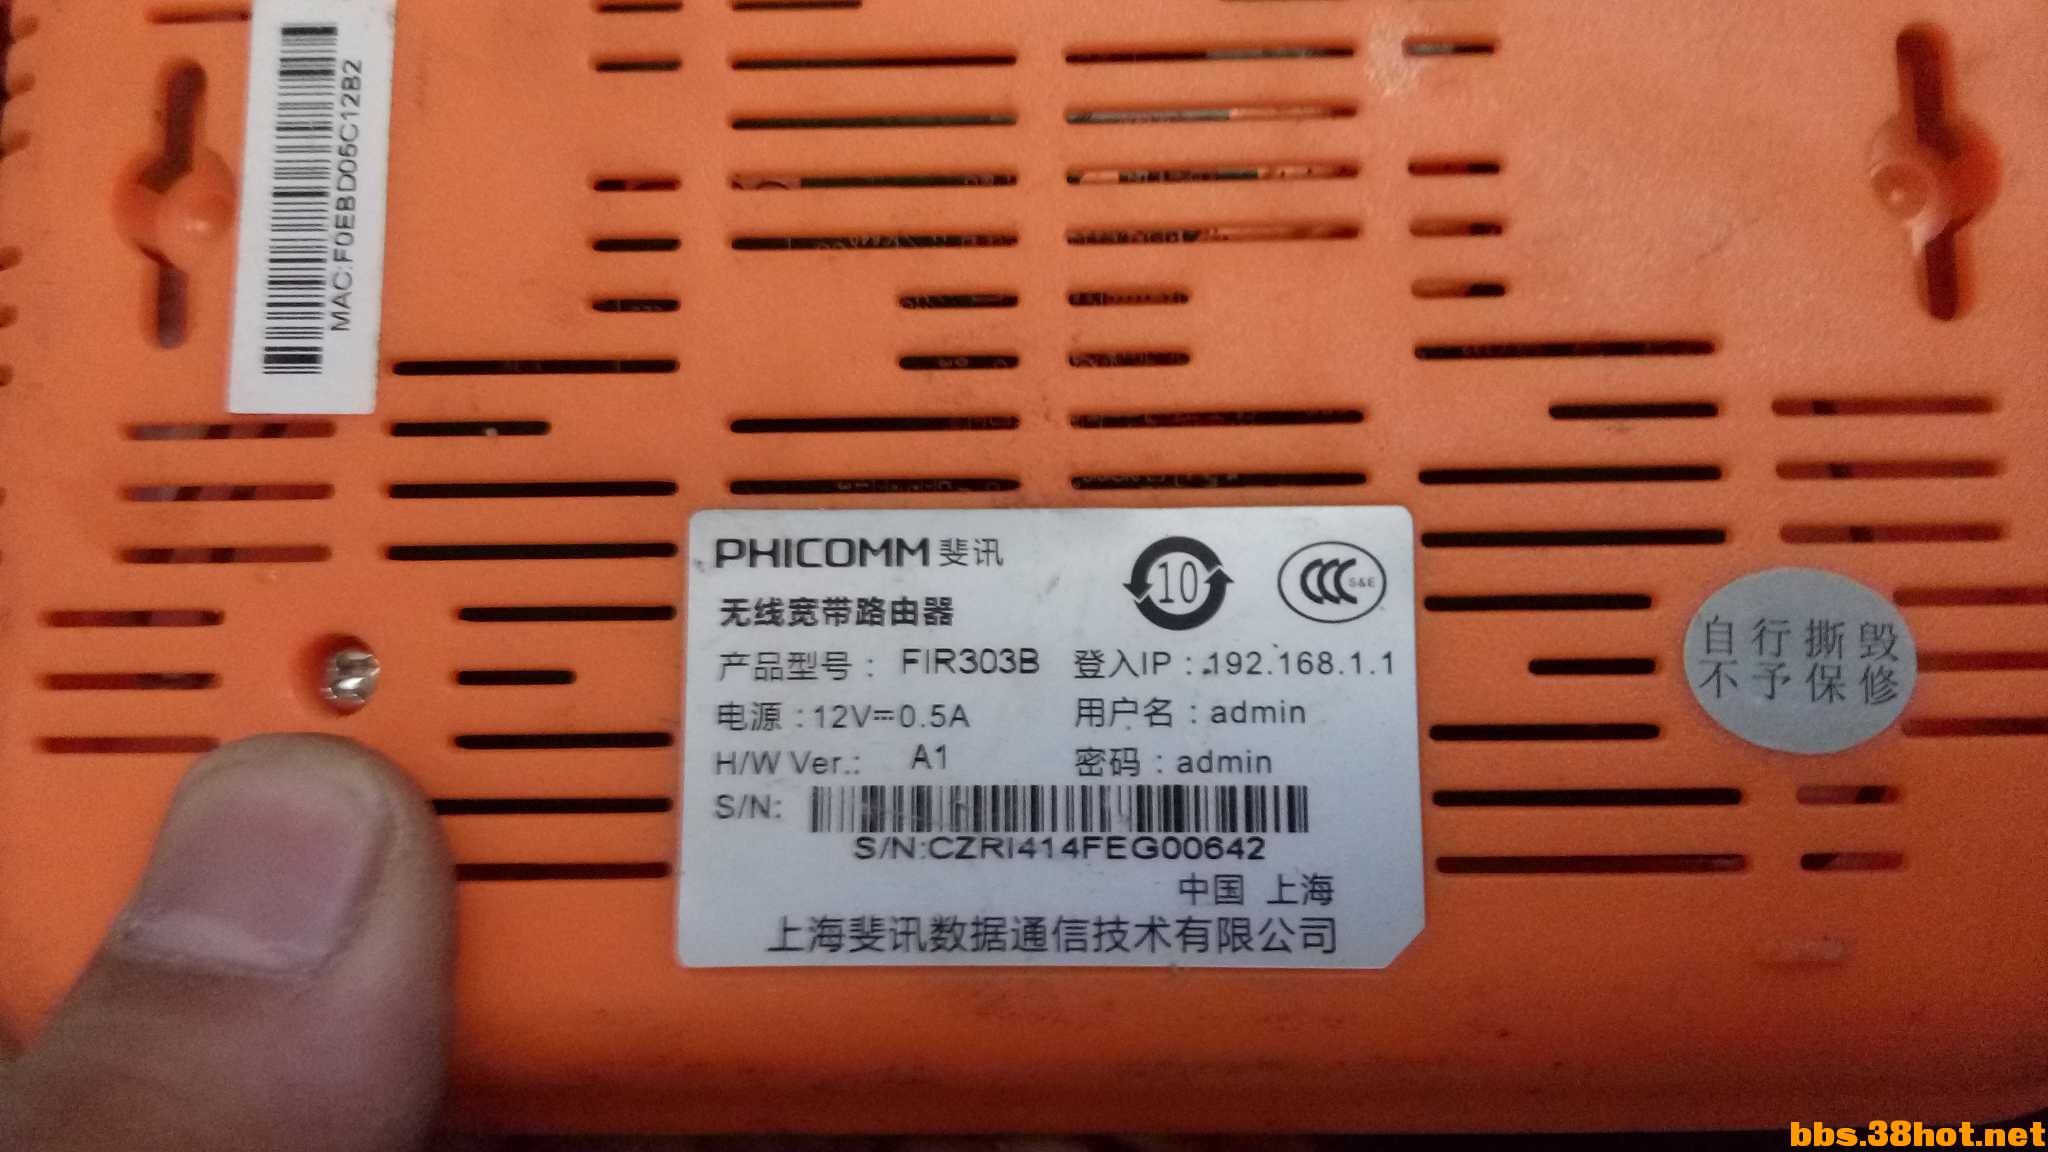 MAC:F0EBD05C12B2
PHICOMM 斐讯
10
CCC S&E
无线宽带路由器
产品型号： FIR303B 登入IP：192.168.1.1
电源：12V⎓0.5A 用户名：admin
H/W Ver.: A1 密码：admin
S/N:
S/N:CZRI414FEG00642
中国 上海
上海斐讯数据通信技术有限公司
自行撕毁
不予保修
bbs.38hot.net